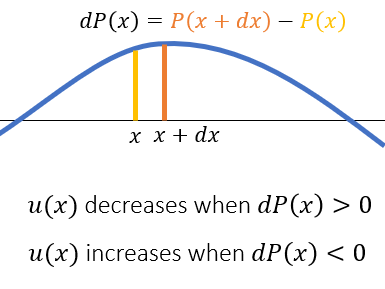 dP(x) = P(x + dx) − P(x)
x x + dx
u(x) decreases when dP(x) > 0
u(x) increases when dP(x) < 0